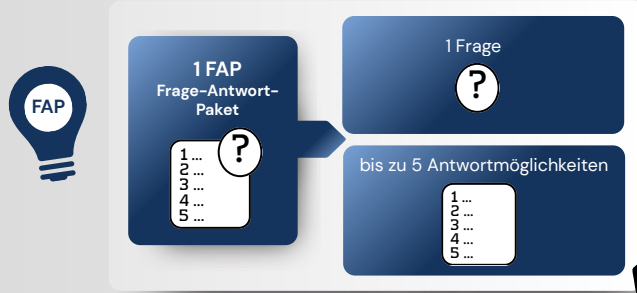 FAP
1 FAP
Frage-Antwort-
Paket
?
1 ...
2 ...
3 ...
4 ...
5 ...
1 Frage
?
bis zu 5 Antwortmöglichkeiten
1 ...
2 ...
3 ...
4 ...
5 ...